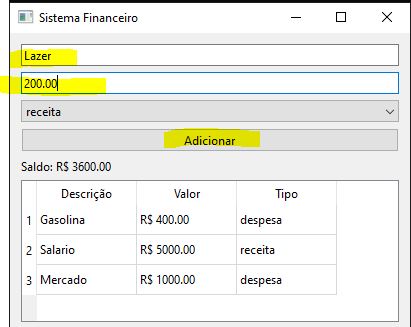 Sistema Financeiro
Lazer
200.00
receita
Adicionar
Saldo: R$ 3600.00
Descrição Valor Tipo
1 Gasolina R$ 400.00 despesa
2 Salario R$ 5000.00 receita
3 Mercado R$ 1000.00 despesa